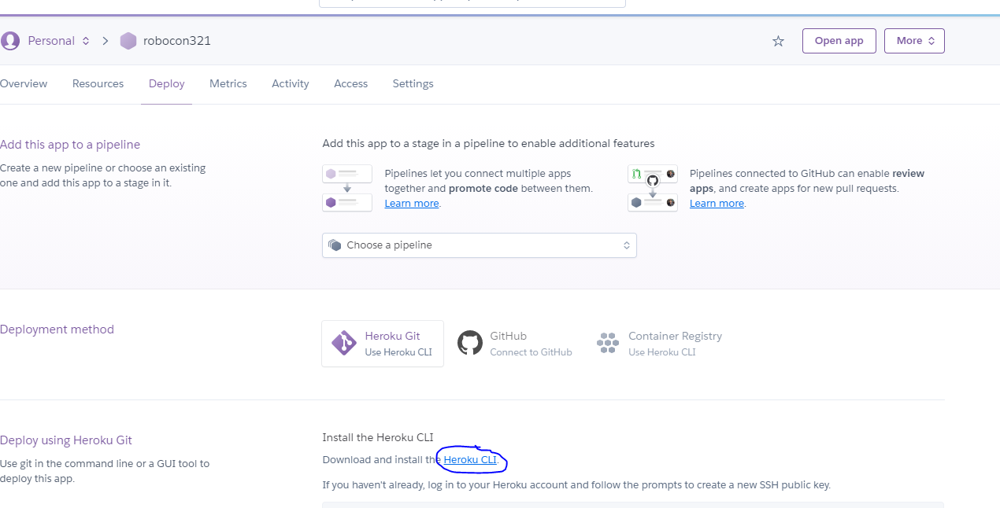 Personal > robocon321 Open app More
Overview Resources Deploy Metrics Activity Access Settings
Add this app to a pipeline
Create a new pipeline or choose an existing
one and add this app to a stage in it.
Add this app to a stage in a pipeline to enable additional features
Pipelines let you connect multiple apps
together and promote code between them.
Learn more.
Pipelines connected to GitHub can enable review
apps, and create apps for new pull requests.
Learn more.
Choose a pipeline
Deployment method
Heroku Git
Use Heroku CLI
GitHub
Connect to GitHub
Container Registry
Use Heroku CLI
Deploy using Heroku Git
Use git in the command line or a GUI tool to
deploy this app.
Install the Heroku CLI
Download and install the Heroku CLI.
If you haven't already, log in to your Heroku account and follow the prompts to create a new SSH public key.